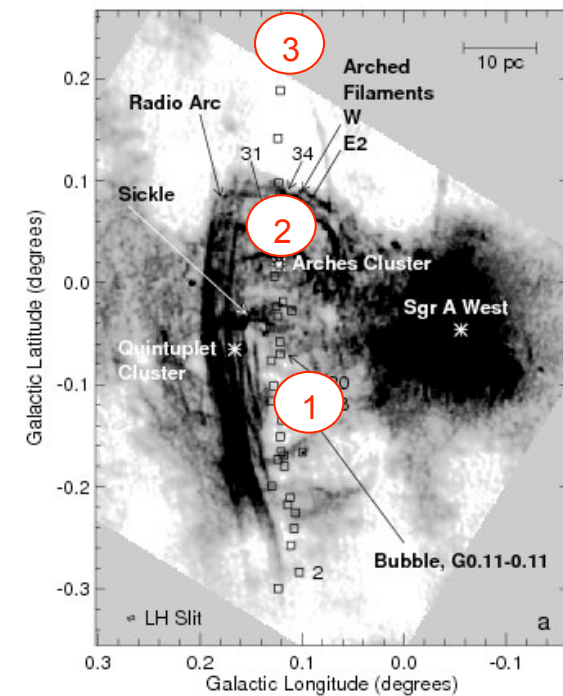 3
0.2
10 pc
Arched
Filaments
W
E2
Radio Arc
31
34
0.1
Sickle
2
Arches Cluster
0.0
Sgr A West
Quintuplet
Cluster
-0.1
1
-0.2
Bubble, G0.11-0.11
2
-0.3
LH Slit
a
0.3
0.2
0.1
0.0
-0.1
Galactic Longitude (degrees)
Galactic Latitude (degrees)